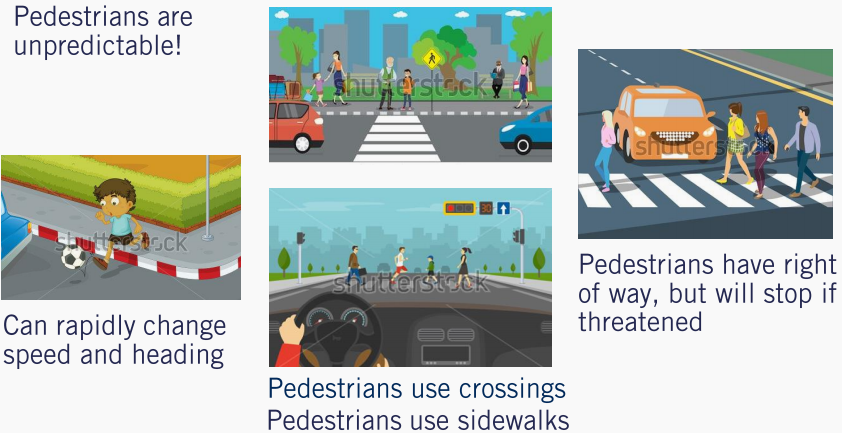 Pedestrians are
unpredictable!
shutterstock
shutterstock
shutterstock
30
shutterstock
Can rapidly change
speed and heading
Pedestrians have right
of way, but will stop if
threatened
Pedestrians use crossings
Pedestrians use sidewalks